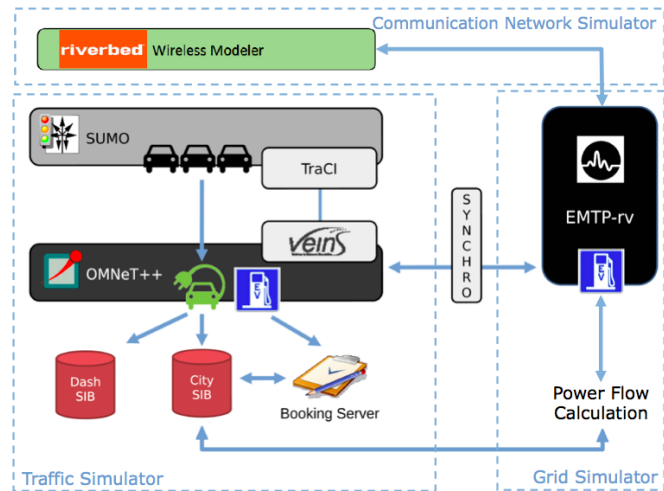 Communication Network Simulator
riverbed Wireless Modeler
SUMO
TraCI
SYNCHRO
EMTP-rv
veins
OMNeT++
EV
EV
Dash
SIB
City
SIB
Booking Server
Power Flow
Calculation
Traffic Simulator
Grid Simulator